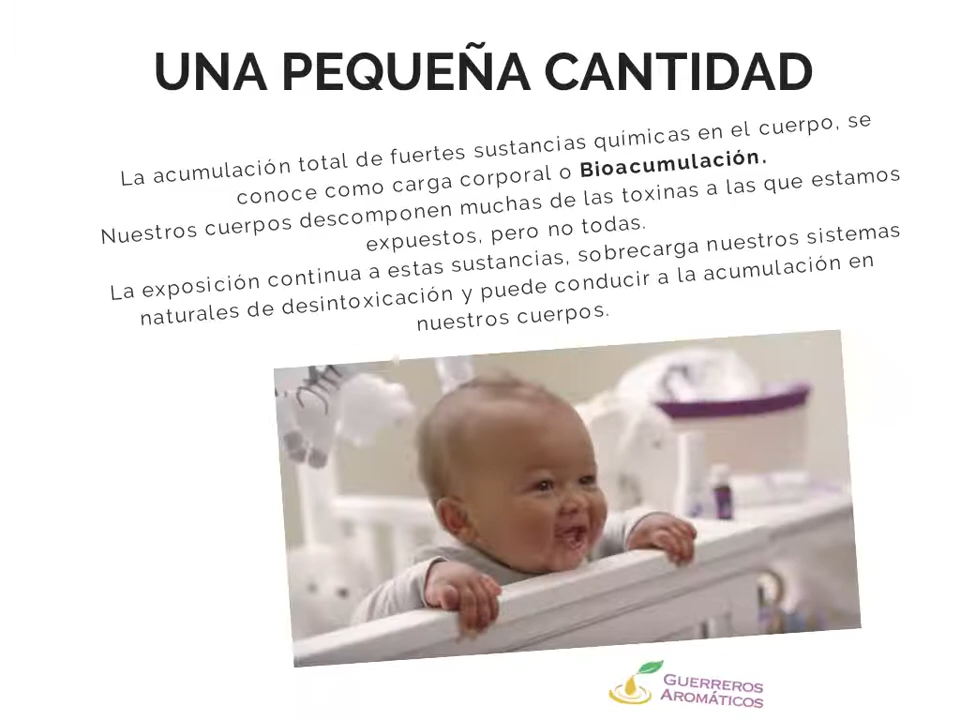 UNA PEQUEÑA CANTIDAD
La acumulación total de fuertes sustancias químicas en el cuerpo, se
conoce como carga corporal o Bioacumulación.
Nuestros cuerpos descomponen muchas de las toxinas a las que estamos
expuestos, pero no todas.
La exposición continua a estas sustancias, sobrecarga nuestros sistemas
naturales de desintoxicación y puede conducir a la acumulación en
nuestros cuerpos.
GUERREROS
AROMÁTICOS